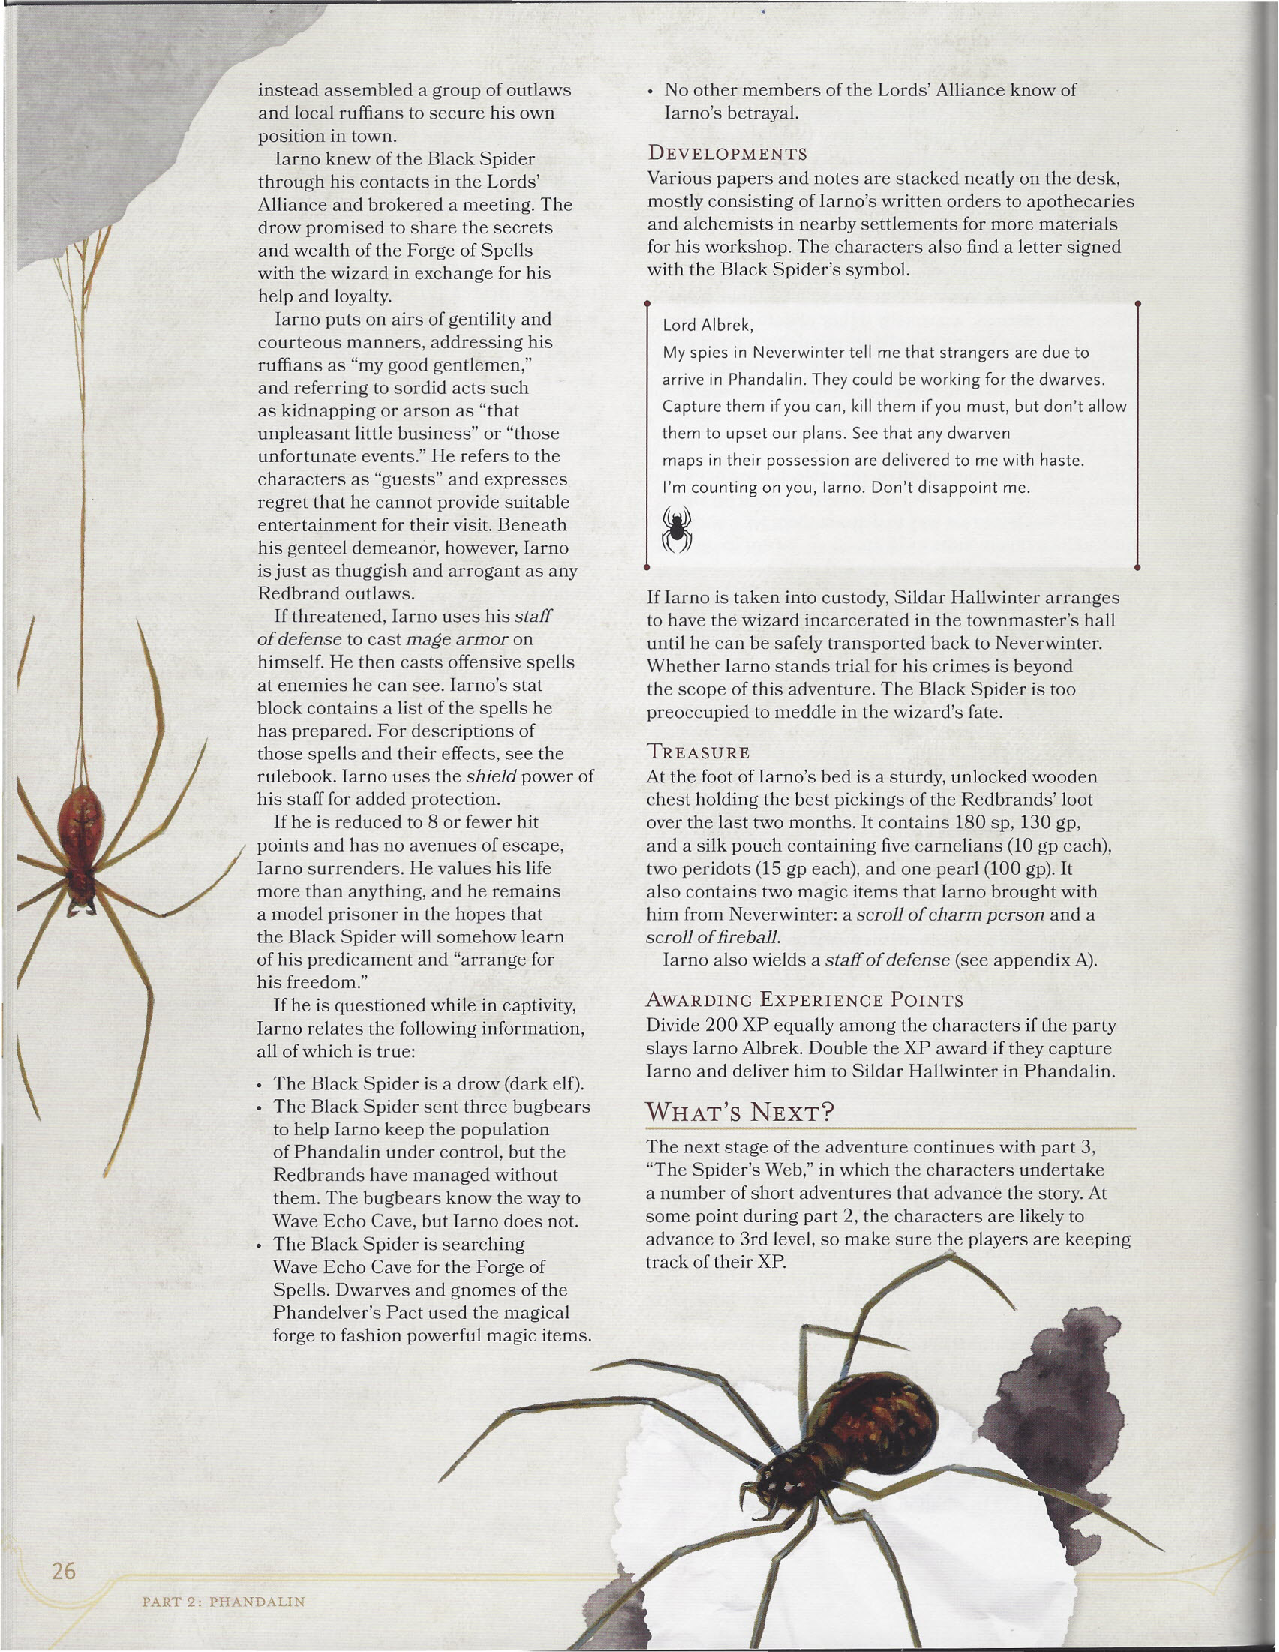 instead assembled a group of outlaws
and local ruffians to secure his own
position in town.
Iarno knew of the Black Spider
through his contacts in the Lords'
Alliance and brokered a meeting. The
drow promised to share the secrets
and wealth of the Forge of Spells
with the wizard in exchange for his
help and loyalty.
Iarno puts on airs of gentility and
courteous manners, addressing his
ruffians as “my good gentlemen,”
and referring to sordid acts such
as kidnapping or arson as “that
unpleasant little business” or “those
unfortunate events.” He refers to the
characters as “guests” and expresses
regret that he cannot provide suitable
entertainment for their visit. Beneath
his genteel demeanor, however, Iarno
is just as thuggish and arrogant as any
Redbrand outlaws.
If threatened, Iarno uses his staff
of defense to cast mage armor on
himself. He then casts offensive spells
at enemies he can see. Iarno's stat
block contains a list of the spells he
has prepared. For descriptions of
those spells and their effects, see the
rulebook. Iarno uses the shield power of
his staff for added protection.
If he is reduced to 8 or fewer hit
points and has no avenues of escape,
Iarno surrenders. He values his life
more than anything, and he remains
a model prisoner in the hopes that
the Black Spider will somehow learn
of his predicament and “arrange for
his freedom.”
If he is questioned while in captivity,
Iarno relates the following information,
all of which is true:
• The Black Spider is a drow (dark elf).
• The Black Spider sent three bugbears
to help Iarno keep the population
of Phandalin under control, but the
Redbrands have managed without
them. The bugbears know the way to
Wave Echo Cave, but Iarno does not.
• The Black Spider is searching
Wave Echo Cave for the Forge of
Spells. Dwarves and gnomes of the
Phandelver's Pact used the magical
forge to fashion powerful magic items.
• No other members of the Lords' Alliance know of
Iarno's betrayal.
DEVELOPMENTS
Various papers and notes are stacked neatly on the desk,
mostly consisting of Iarno's written orders to apothecaries
and alchemists in nearby settlements for more materials
for his workshop. The characters also find a letter signed
with the Black Spider's symbol.
Lord Albrek,
My spies in Neverwinter tell me that strangers are due to
arrive in Phandalin. They could be working for the dwarves.
Capture them if you can, kill them if you must, but don't allow
them to upset our plans. See that any dwarven
maps in their possession are delivered to me with haste.
I'm counting on you, Iarno. Don't disappoint me.
If Iarno is taken into custody, Sildar Hallwinter arranges
to have the wizard incarcerated in the townmaster's hall
until he can be safely transported back to Neverwinter.
Whether Iarno stands trial for his crimes is beyond
the scope of this adventure. The Black Spider is too
preoccupied to meddle in the wizard's fate.
TREASURE
At the foot of Iarno's bed is a sturdy, unlocked wooden
chest holding the best pickings of the Redbrands' loot
over the last two months. It contains 180 sp, 130 gp,
and a silk pouch containing five carnelians (10 gp each),
two peridots (15 gp each), and one pearl (100 gp). It
also contains two magic items that Iarno brought with
him from Neverwinter: a scroll of charm person and a
scroll of fireball.
Iarno also wields a staff of defense (see appendix A).
AWARDING EXPERIENCE POINTS
Divide 200 XP equally among the characters if the party
slays Iarno Albrek. Double the XP award if they capture
Iarno and deliver him to Sildar Hallwinter in Phandalin.
WHAT'S NEXT?
The next stage of the adventure continues with part 3,
“The Spider's Web,” in which the characters undertake
a number of short adventures that advance the story. At
some point during part 2, the characters are likely to
advance to 3rd level, so make sure the players are keeping
track of their XP.
26
PART 2: PHANDALIN